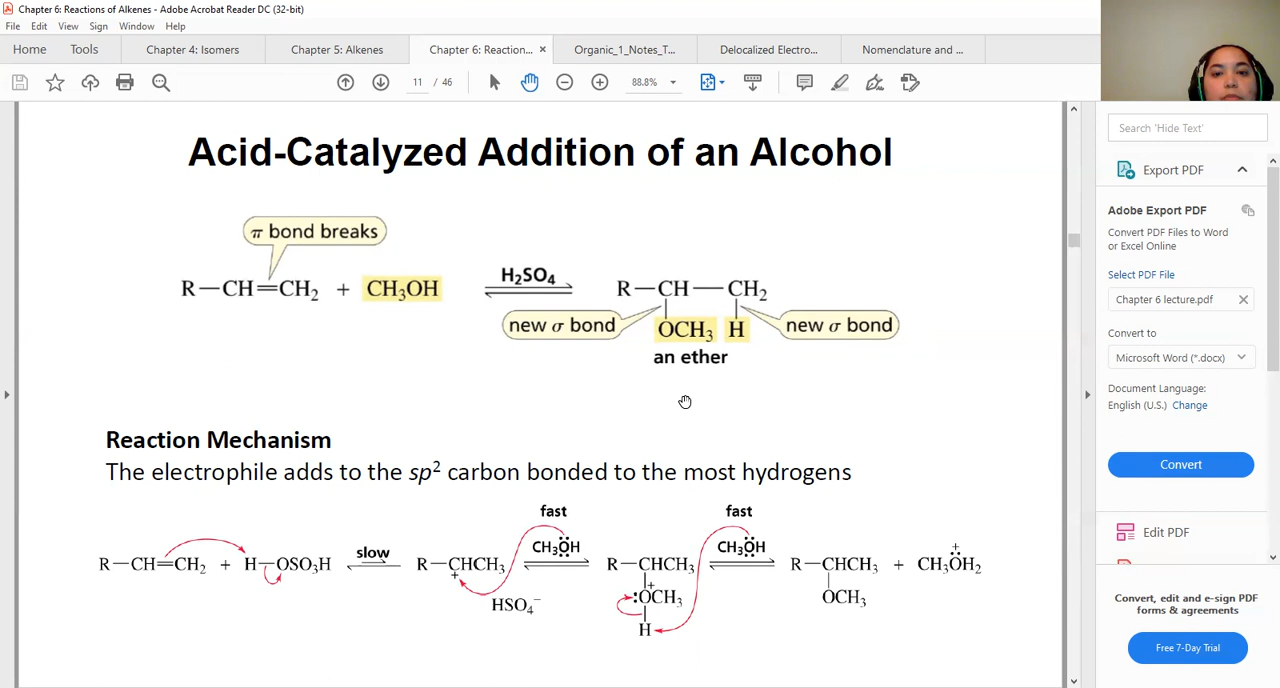 Chapter 6: Reactions of Alkenes - Adobe Acrobat Reader DC (32-bit)
File Edit View Sign Window Help
Home Tools Chapter 4: Isomers Chapter 5: Alkenes Chapter 6: Reaction... × Organic_1_Notes_T... Delocalized Electro... Nomenclature and ...
11 / 46 88.8%
Acid-Catalyzed Addition of an Alcohol
π bond breaks
R—CH═CH₂ + CH₃OH H₂SO₄ R—CH—CH₂
new σ bond OCH₃ H new σ bond
an ether
Reaction Mechanism
The electrophile adds to the sp² carbon bonded to the most hydrogens
fast fast
R—CH═CH₂ + H—OSO₃H slow R—CHCH₃ CH₃ÖH R—CHCH₃ CH₃ÖH R—CHCH₃ + CH₃ÖH₂
+ + +
HSO₄⁻ :OCH₃ OCH₃
H
Search 'Hide Text'
Export PDF
Adobe Export PDF
Convert PDF Files to Word
or Excel Online
Select PDF File
Chapter 6 lecture.pdf
Convert to
Microsoft Word (*.docx)
Document Language:
English (U.S.) Change
Convert
Edit PDF
Convert, edit and e-sign PDF
forms & agreements
Free 7-Day Trial